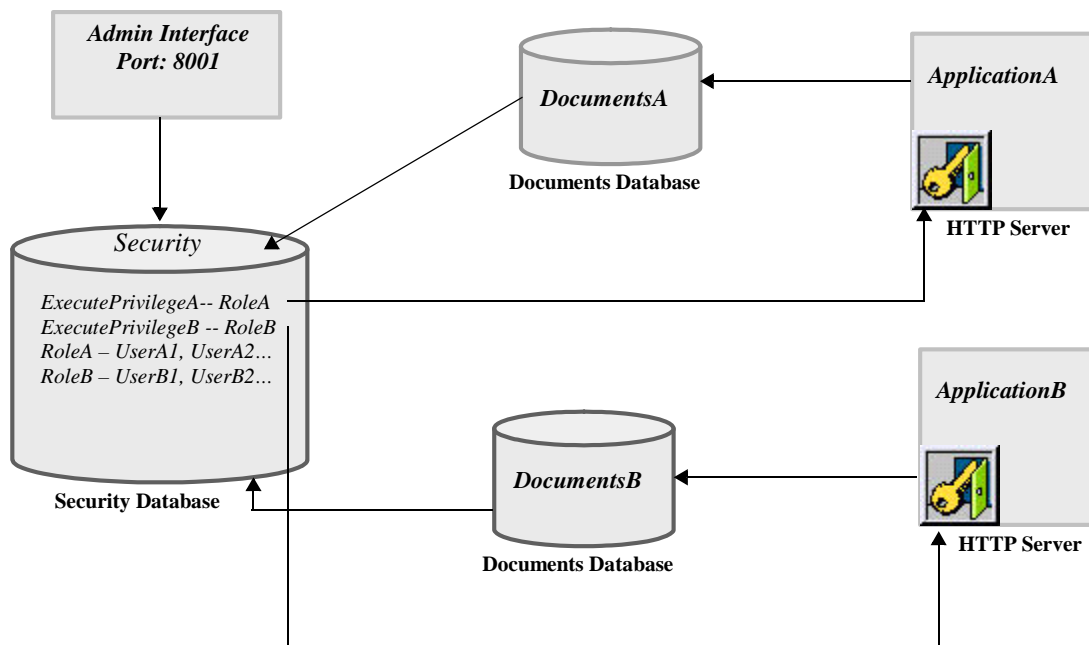 Admin Interface
Port: 8001
DocumentsA
Documents Database
ApplicationA
HTTP Server
Security
ExecutePrivilegeA-- RoleA
ExecutePrivilegeB -- RoleB
RoleA – UserA1, UserA2...
RoleB – UserB1, UserB2...
Security Database
DocumentsB
Documents Database
ApplicationB
HTTP Server